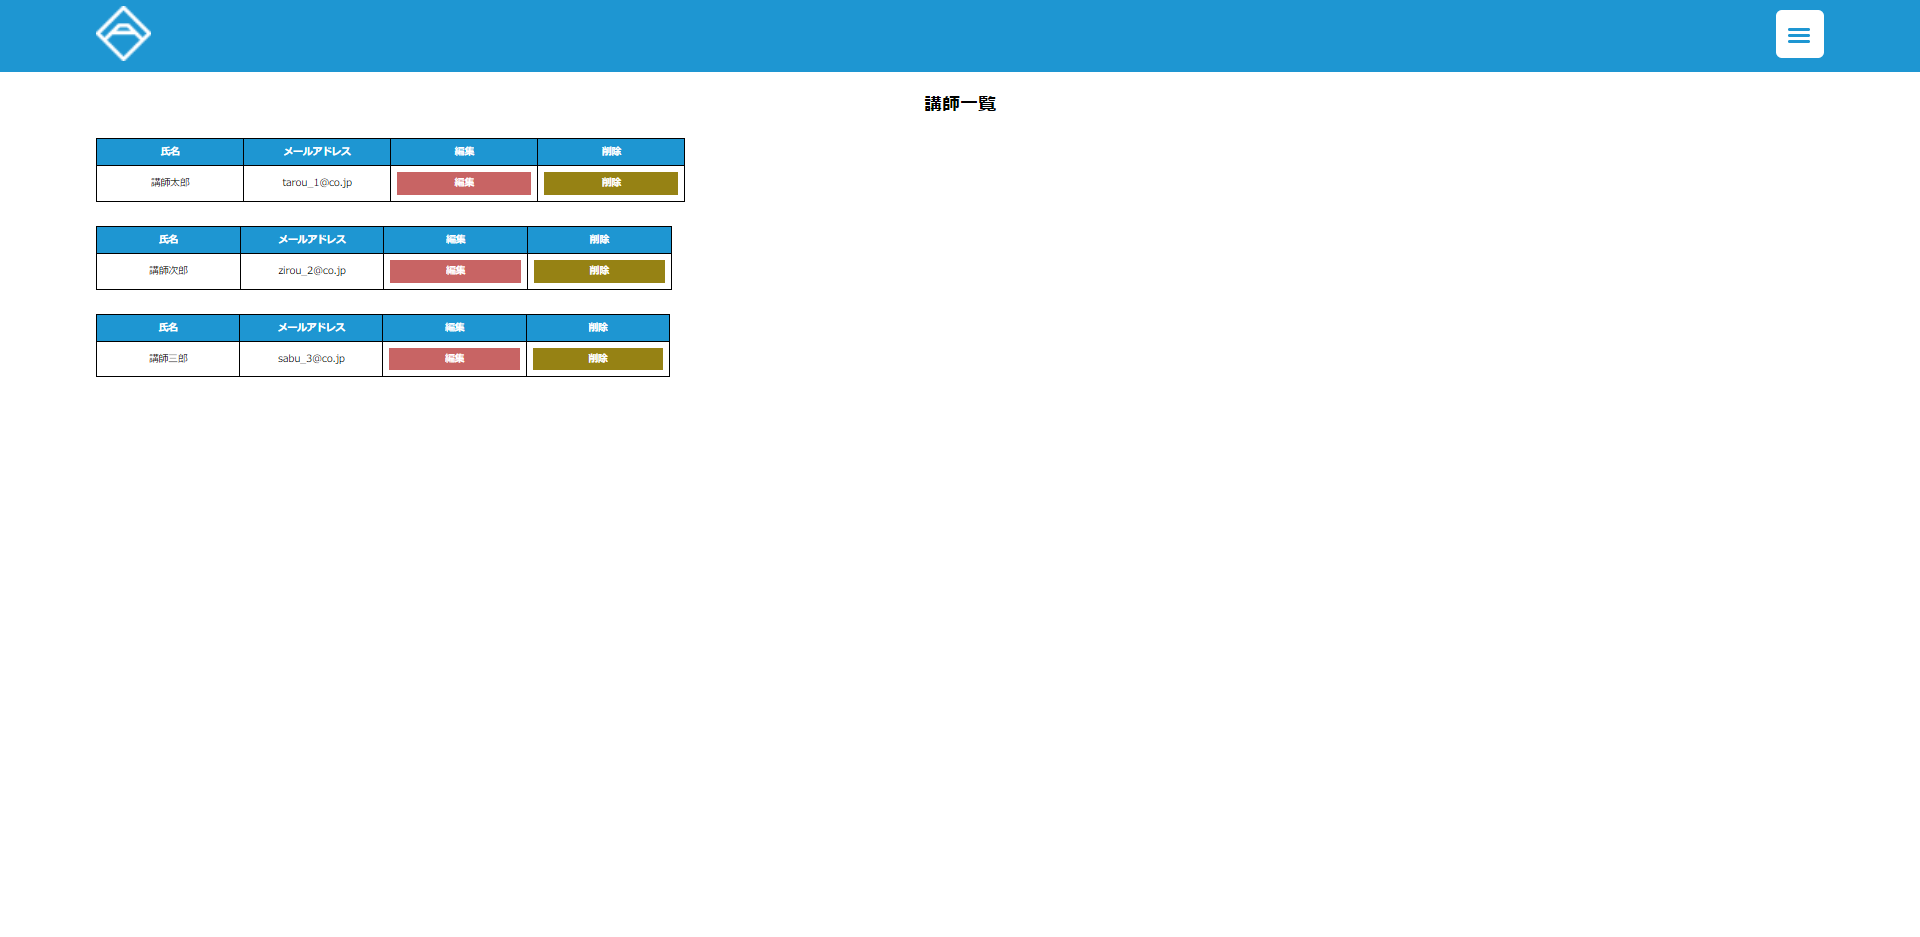 講師一覧
氏名 メールアドレス 編集 削除
講師太郎 tarou_1@co.jp 編集 削除
氏名 メールアドレス 編集 削除
講師次郎 zirou_2@co.jp 編集 削除
氏名 メールアドレス 編集 削除
講師三郎 sabu_3@co.jp 編集 削除